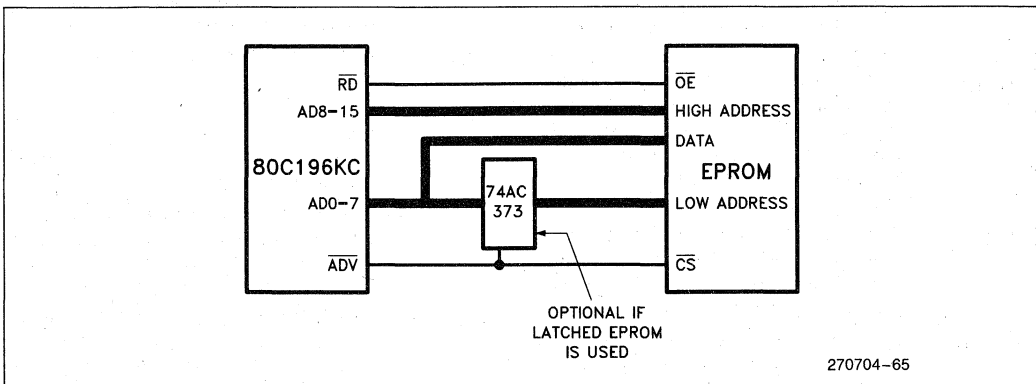 RD
OE
AD8-15
HIGH ADDRESS
DATA
80C196KC
74AC
373
EPROM
AD0-7
LOW ADDRESS
ADV
CS
OPTIONAL IF
LATCHED EPROM
IS USED
270704-65